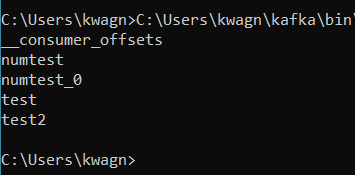 C:\Users\kwagn>C:\Users\kwagn\kafka\bin\
__consumer_offsets
numtest
numtest_0
test
test2
C:\Users\kwagn>